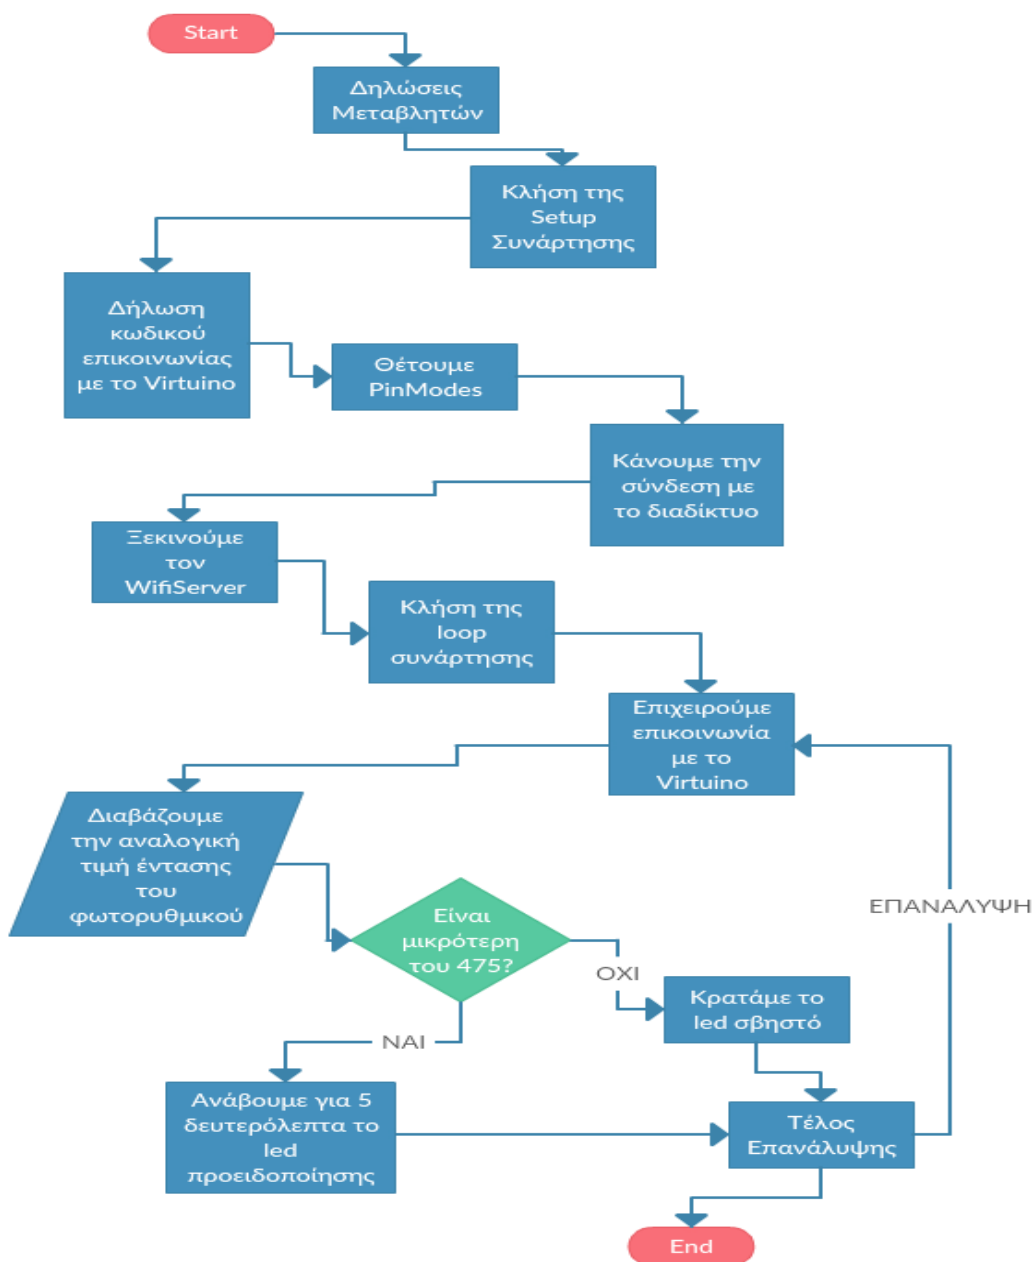 Start
Δηλώσεις
Μεταβλητών
Κλήση της
Setup
Συνάρτησης
Δήλωση
κωδικού
επικοινωνίας
με το Virtuino
Θέτουμε
PinModes
Κάνουμε την
σύνδεση με
το διαδίκτυο
Ξεκινούμε
τον
WifiServer
Κλήση της
loop
συνάρτησης
Επιχειρούμε
επικοινωνία
με το
Virtuino
Διαβάζουμε
την αναλογική
τιμή έντασης
του
φωτορυθμικού
Είναι
μικρότερη
του 475?
ΕΠΑΝΑΛΥΨΗ
ΟΧΙ
Κρατάμε το
led σβηστό
ΝΑΙ
Ανάβουμε για 5
δευτερόλεπτα το
led
προειδοποίησης
Τέλος
Επανάλυψης
End